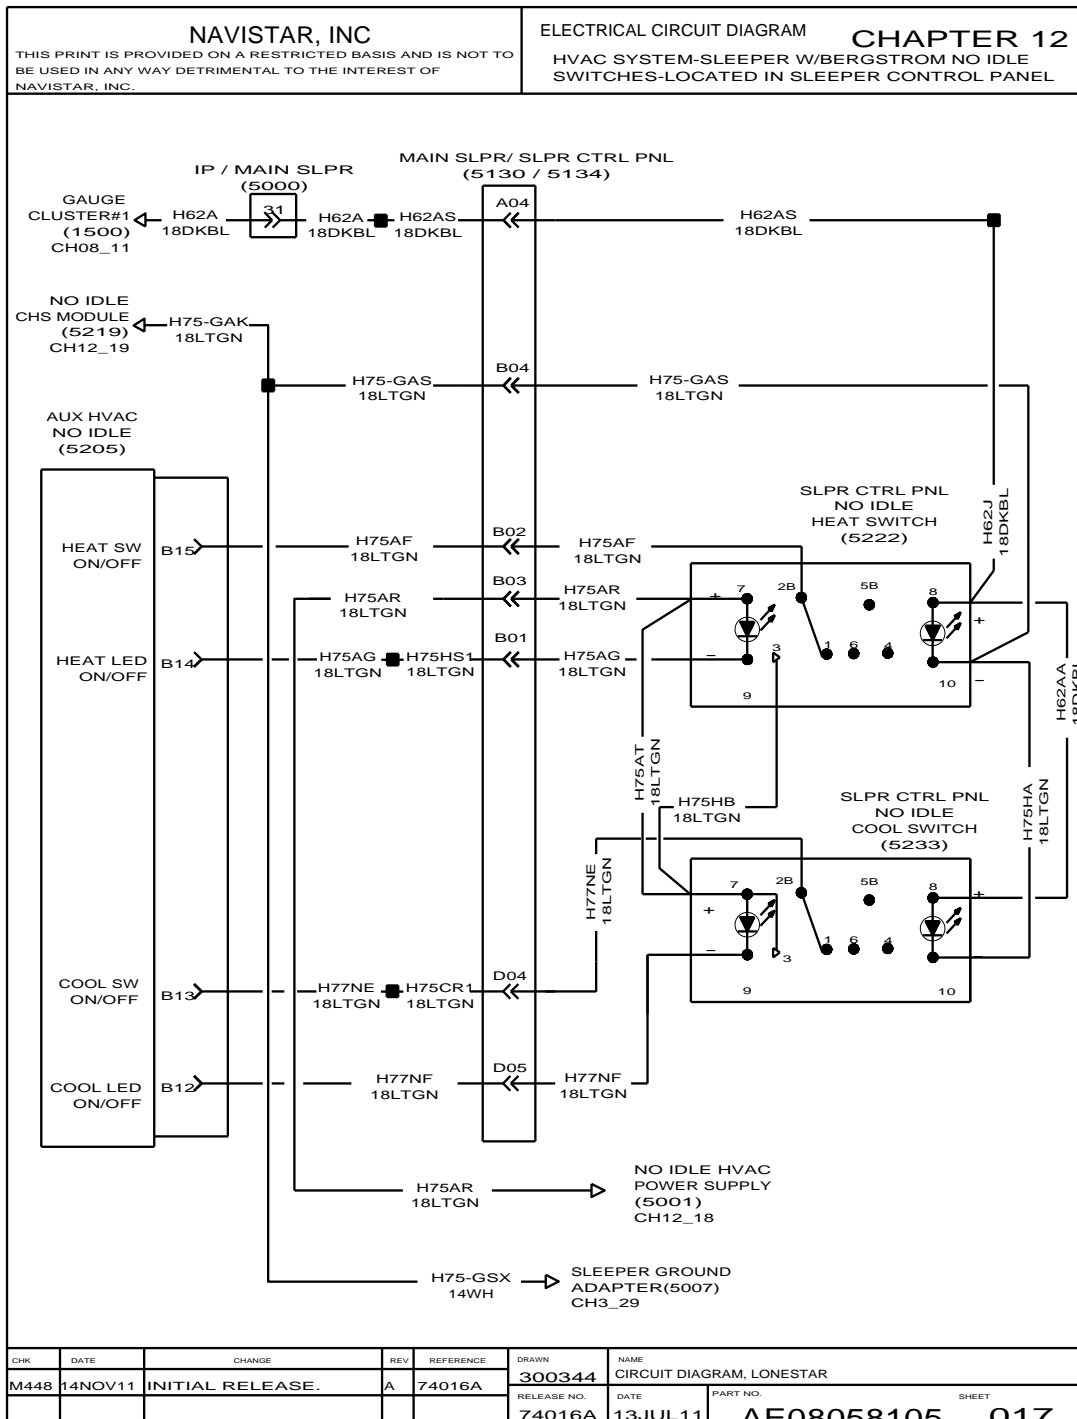 NAVISTAR, INC
THIS PRINT IS PROVIDED ON A RESTRICTED BASIS AND IS NOT TO
BE USED IN ANY WAY DETRIMENTAL TO THE INTEREST OF
NAVISTAR, INC.
ELECTRICAL CIRCUIT DIAGRAM
CHAPTER 12
HVAC SYSTEM-SLEEPER W/BERGSTROM NO IDLE
SWITCHES-LOCATED IN SLEEPER CONTROL PANEL
IP / MAIN SLPR
(5000)
31
MAIN SLPR/ SLPR CTRL PNL
(5130 / 5134)
GAUGE
CLUSTER#1
(1500)
CH08_11
H62A
18DKBL
H62A
18DKBL
H62AS
18DKBL
A04
H62AS
18DKBL
NO IDLE
CHS MODULE
(5219)
CH12_19
H75-GAK
18LTGN
H75-GAS
18LTGN
B04
H75-GAS
18LTGN
AUX HVAC
NO IDLE
(5205)
SLPR CTRL PNL
NO IDLE
HEAT SWITCH
(5222)
H62J
18DKBL
HEAT SW
ON/OFF
B15
H75AF
18LTGN
B02
H75AF
18LTGN
H75AR
18LTGN
B03
H75AR
18LTGN
+
7
2B
5B
8
+
HEAT LED
ON/OFF
B14
H75AG
18LTGN
H75HS1
18LTGN
B01
H75AG
18LTGN
−
3
1
6
4
9
10
−
H62AA
18DKBL
H75AT
18LTGN
H75HB
18LTGN
H75HA
18LTGN
SLPR CTRL PNL
NO IDLE
COOL SWITCH
(5233)
H77NE
18LTGN
7
2B
5B
8
+
+
−
3
1
6
4
−
9
10
COOL SW
ON/OFF
B13
H77NE
18LTGN
H75CR1
18LTGN
D04
COOL LED
ON/OFF
B12
H77NF
18LTGN
D05
H77NF
18LTGN
H75AR
18LTGN
NO IDLE HVAC
POWER SUPPLY
(5001)
CH12_18
H75-GSX
14WH
SLEEPER GROUND
ADAPTER(5007)
CH3_29
CHK DATE CHANGE REV REFERENCE
M448 14NOV11 INITIAL RELEASE. A 74016A
DRAWN
300344
NAME
CIRCUIT DIAGRAM, LONESTAR
RELEASE NO.
74016A
DATE
13JUL11
PART NO.
AE08058105
SHEET
017